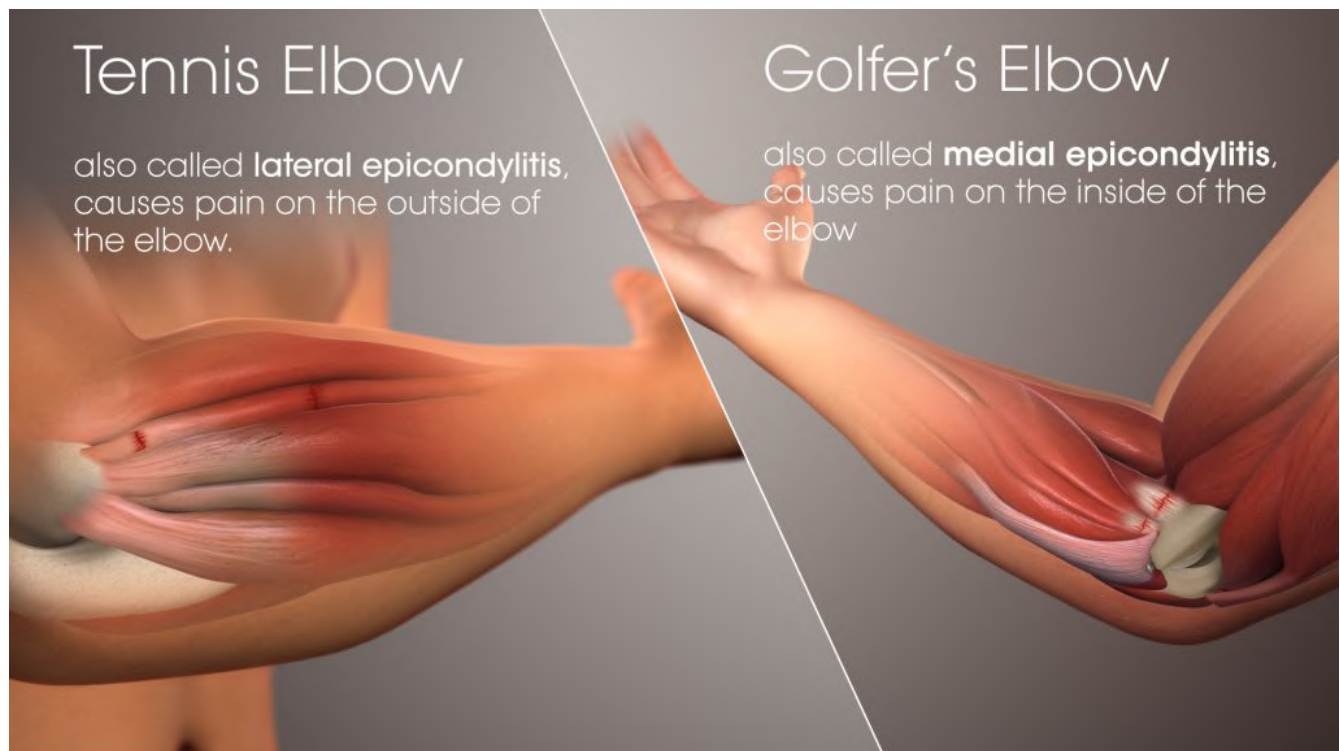 Tennis Elbow
also called lateral epicondylitis,
causes pain on the outside of
the elbow.
Golfer's Elbow
also called medial epicondylitis,
causes pain on the inside of the
elbow